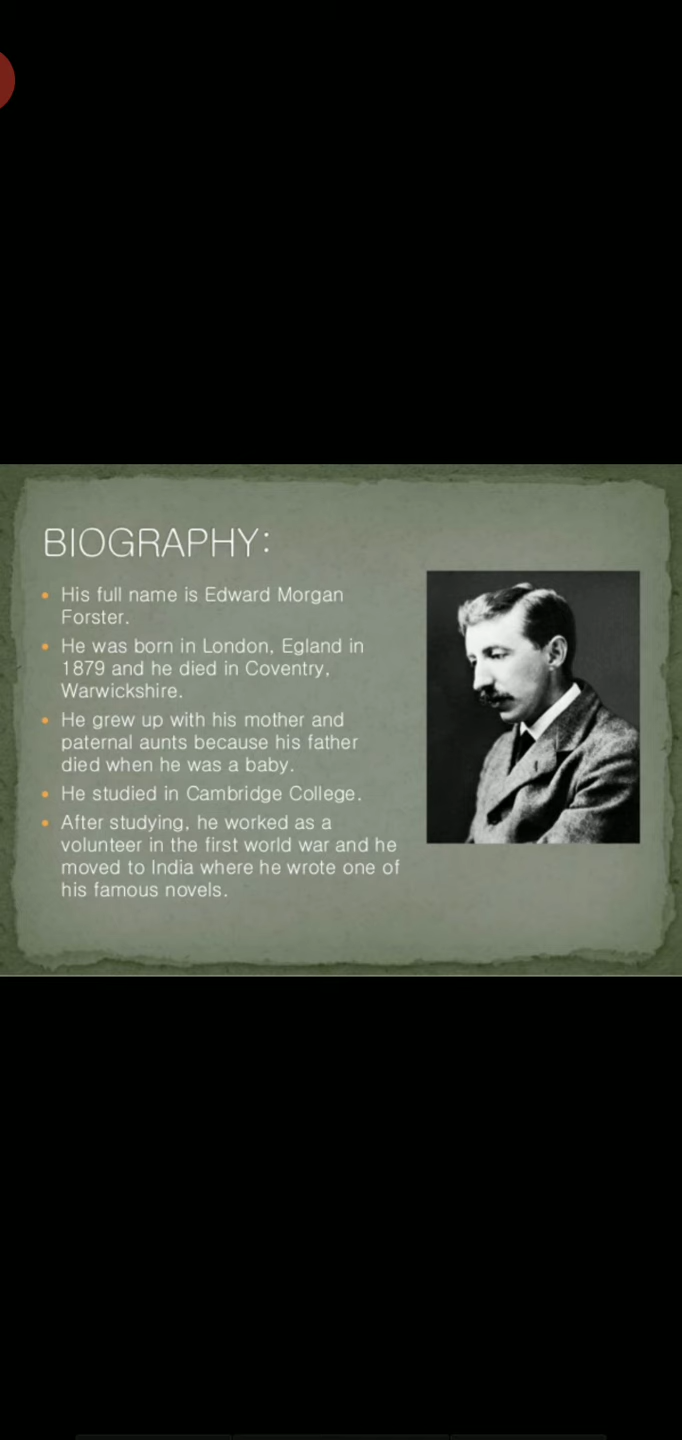 BIOGRAPHY:
His full name is Edward Morgan
Forster.
He was born in London, Egland in
1879 and he died in Coventry,
Warwickshire.
He grew up with his mother and
paternal aunts because his father
died when he was a baby.
He studied in Cambridge College.
After studying, he worked as a
volunteer in the first world war and he
moved to India where he wrote one of
his famous novels.